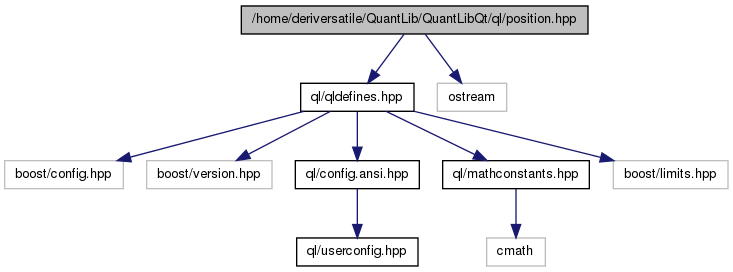 /home/deriversatile/QuantLib/QuantLibQt/ql/position.hpp
ql/qldefines.hpp
ostream
boost/config.hpp
boost/version.hpp
ql/config.ansi.hpp
ql/mathconstants.hpp
boost/limits.hpp
ql/userconfig.hpp
cmath